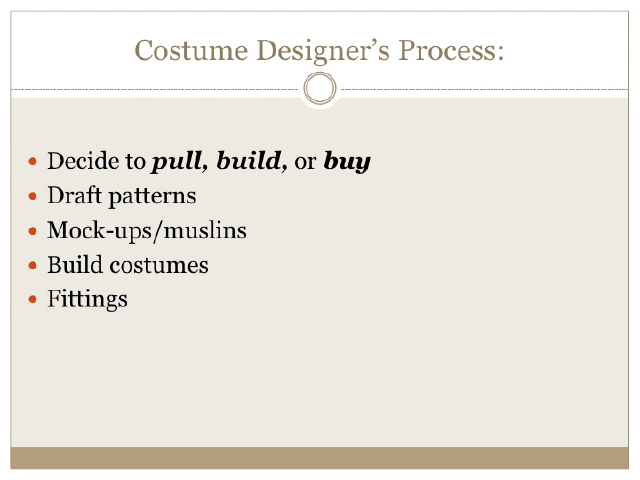 Costume Designer’s Process:
• Decide to pull, build, or buy
• Draft patterns
• Mock-ups/muslins
• Build costumes
• Fittings